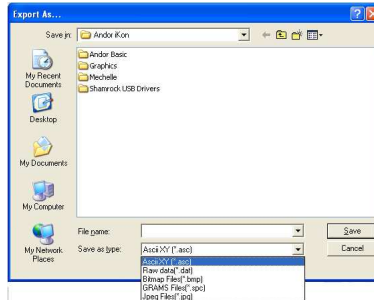 Export As...
Save in:
Andor iKon
Andor Basic
Graphics
Mechelle
Shamrock USB Drivers
My Recent
Documents
Desktop
My Documents
My Computer
My Network
Places
File name:
Save
Save as type:
Ascii XY (*.asc)
Cancel
Ascii XY (*.asc)
Raw data(*.dat)
Bitmap Files(*.bmp)
GRAMS Files(*.spc)
Jpeg Files(*.jpg)